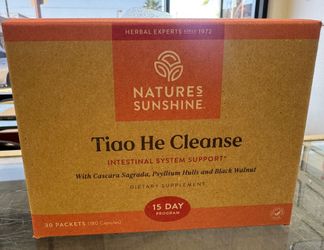 HERBAL EXPERTS SINCE 1972
NATURE'S
SUNSHINE.
Tiao He Cleanse
INTESTINAL SYSTEM SUPPORT*
With Cascara Sagrada, Psyllium Hulls and Black Walnut
DIETARY SUPPLEMENT
15 DAY
PROGRAM
30 PACKETS (180 Capsules)